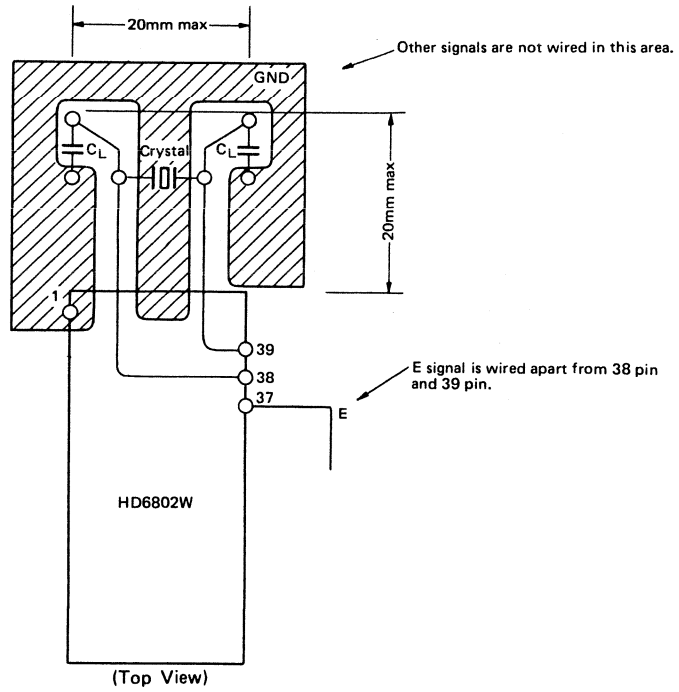 20mm max
Other signals are not wired in this area.
GND
CL
Crystal
CL
20mm max
1
39
38
37
E signal is wired apart from 38 pin
and 39 pin.
E
HD6802W
(Top View)